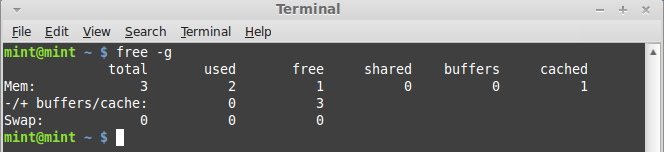 Terminal
File Edit View Search Terminal Help
mint@mint ~ $ free -g
total used free shared buffers cached
Mem: 3 2 1 0 0 1
-/+ buffers/cache: 0 3
Swap: 0 0 0
mint@mint ~ $